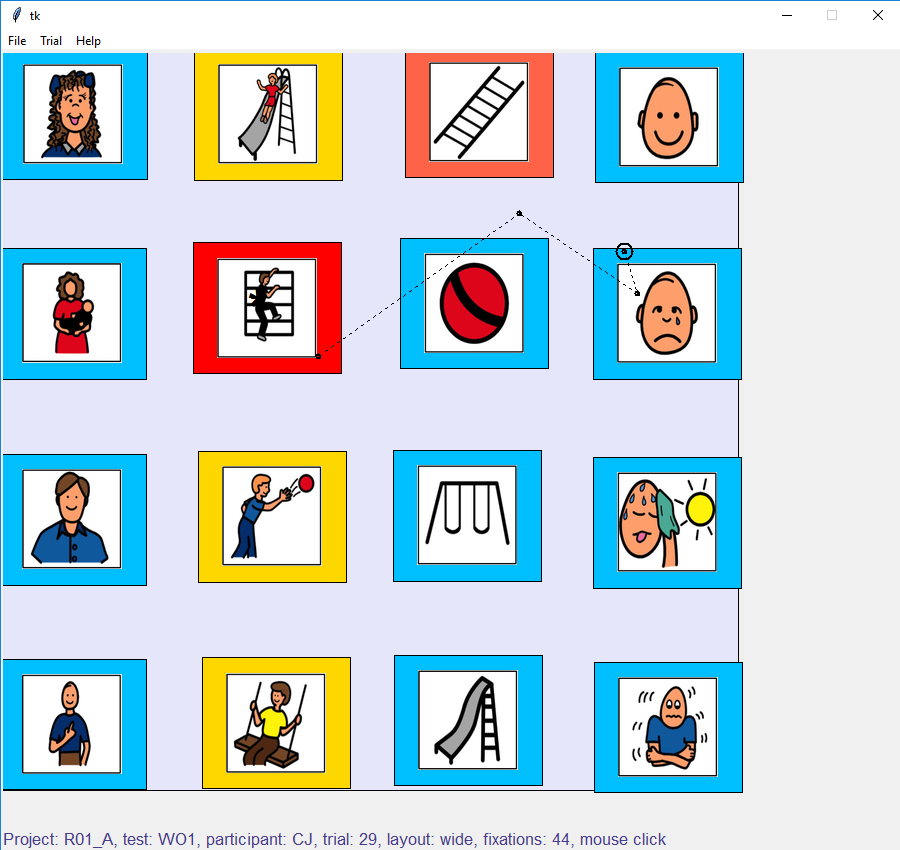 tk
File Trial Help
Project: R01_A, test: WO1, participant: CJ, trial: 29, layout: wide, fixations: 44, mouse click